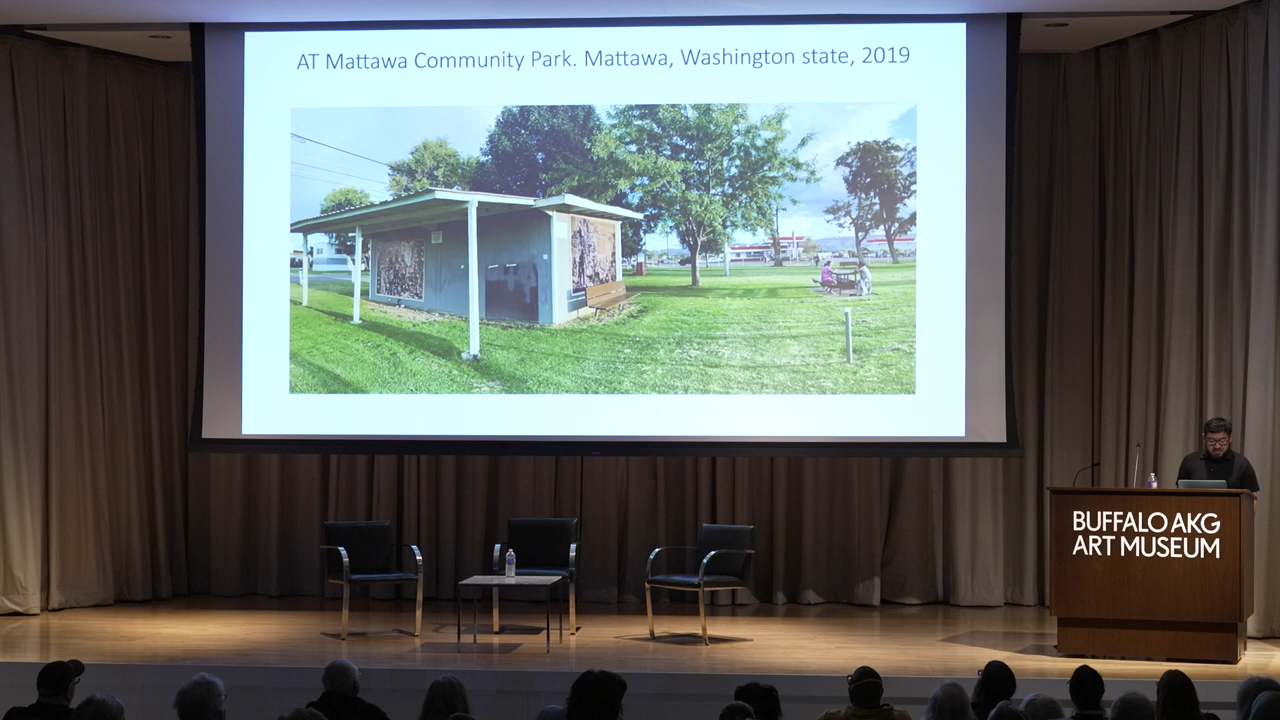 AT Mattawa Community Park. Mattawa, Washington state, 2019
BUFFALO AKG
ART MUSEUM